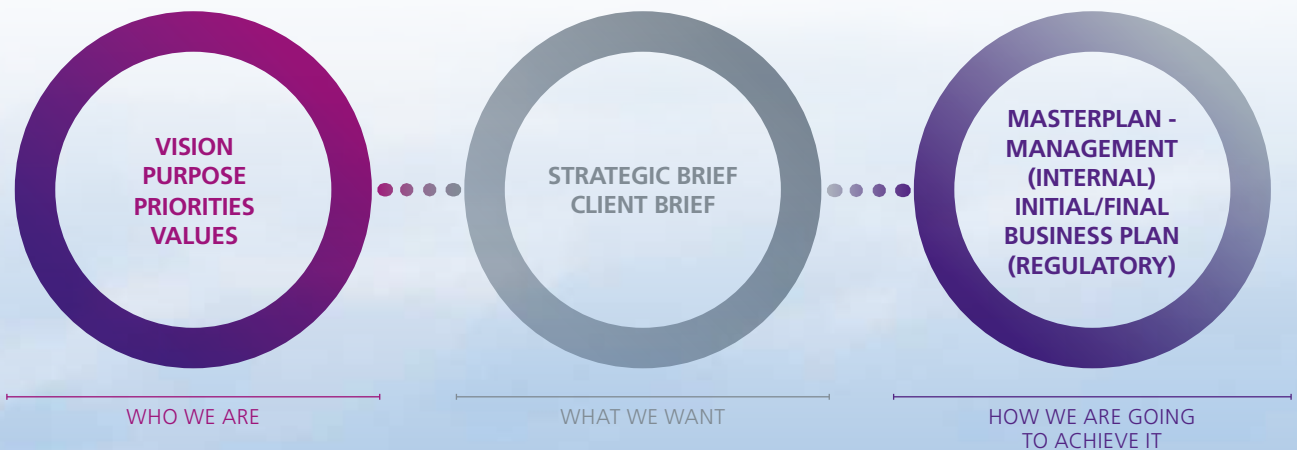 VISION
PURPOSE
PRIORITIES
VALUES
STRATEGIC BRIEF
CLIENT BRIEF
MASTERPLAN -
MANAGEMENT
(INTERNAL)
INITIAL/FINAL
BUSINESS PLAN
(REGULATORY)
WHO WE ARE
WHAT WE WANT
HOW WE ARE GOING
TO ACHIEVE IT